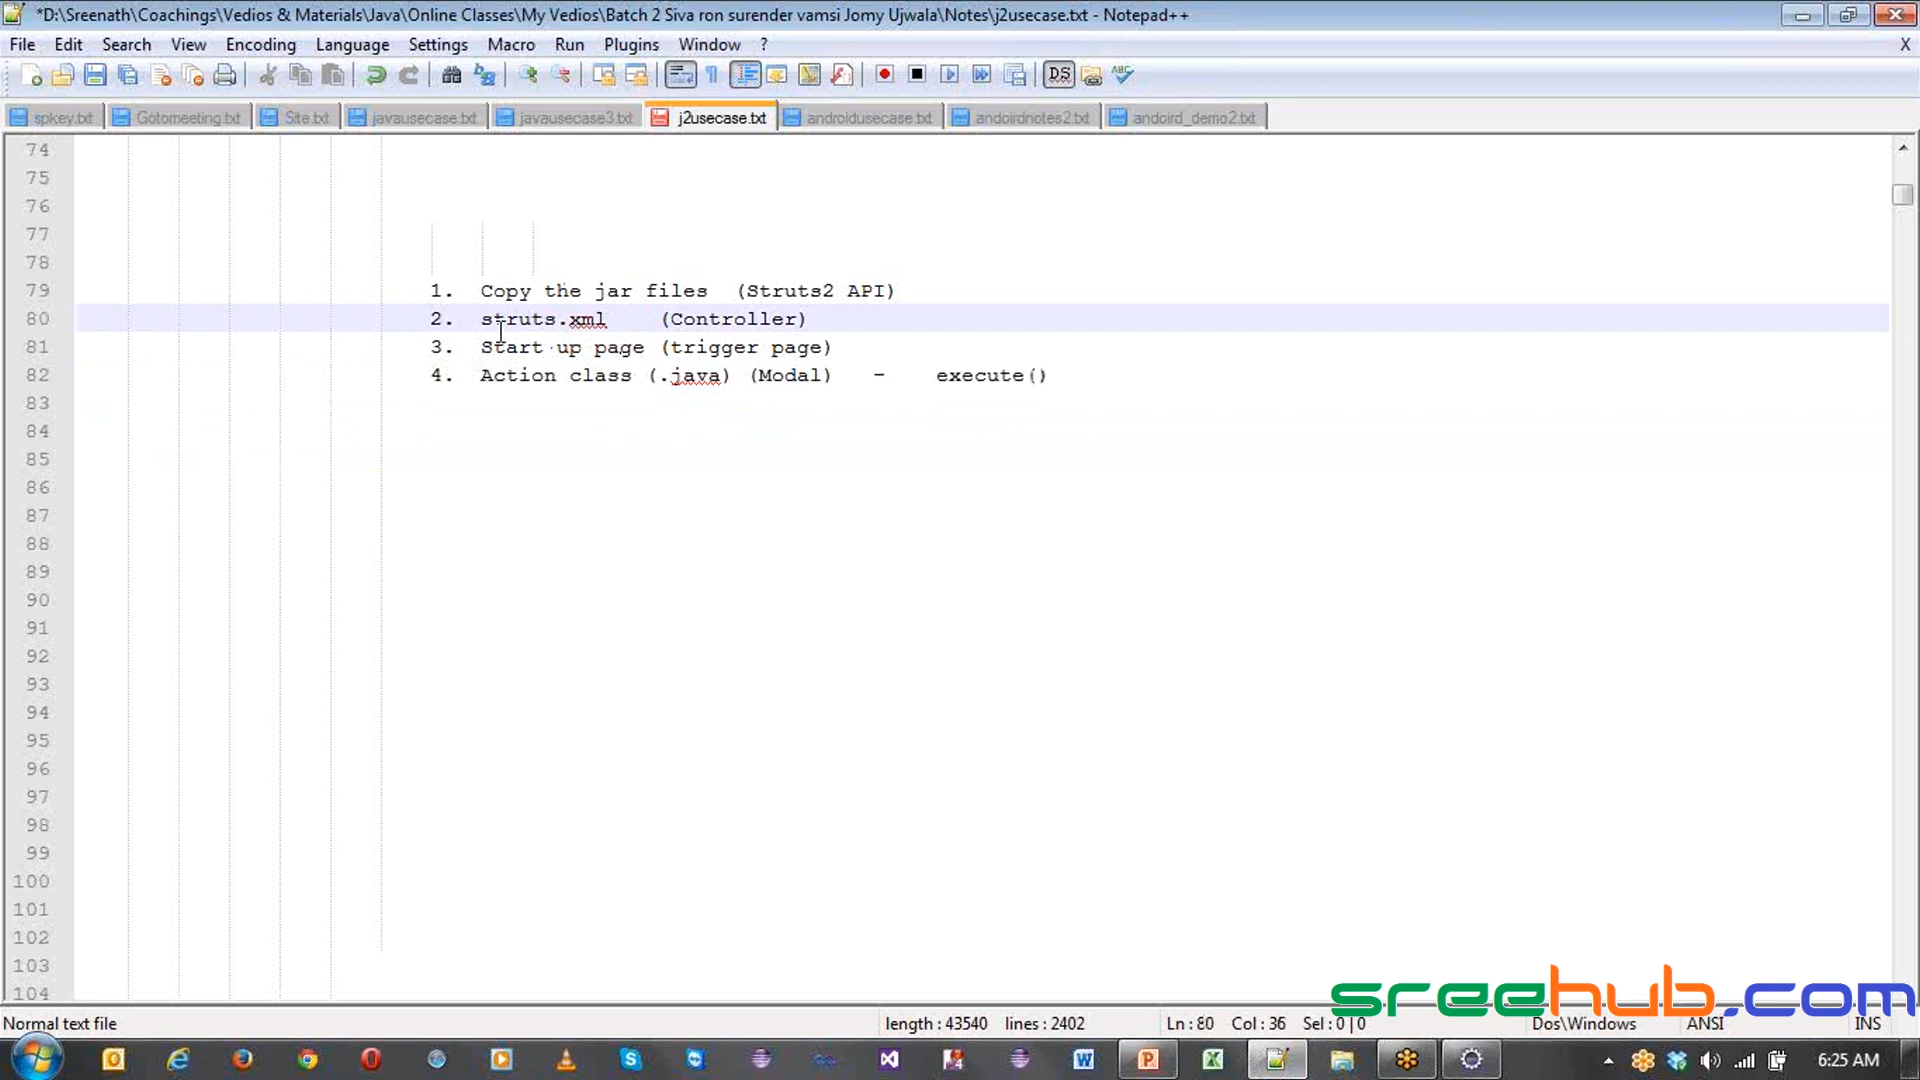 *D:\Sreenath\Coachings\Vedios & Materials\Java\Online Classes\My Vedios\Batch 2 Siva ron surender vamsi Jomy Ujwala\Notes\j2usecase.txt - Notepad++
File Edit Search View Encoding Language Settings Macro Run Plugins Window ? X
spkey.txt Gotomeeting.txt Site.txt javausecase.txt javausecase3.txt j2usecase.txt androidusecase.txt andoirdnotes2.txt andoird_demo2.txt
74
75
76
77
78
79 1. Copy the jar files (Struts2 API)
80 2. struts.xml (Controller)
81 3. Start up page (trigger page)
82 4. Action class (.java) (Modal) - execute()
83
84
85
86
87
88
89
90
91
92
93
94
95
96
97
98
99
100
101
102
103
104
sreehub.com
Normal text file length : 43540 lines : 2402 Ln : 80 Col : 36 Sel : 0 | 0 Dos\Windows ANSI INS
6:25 AM